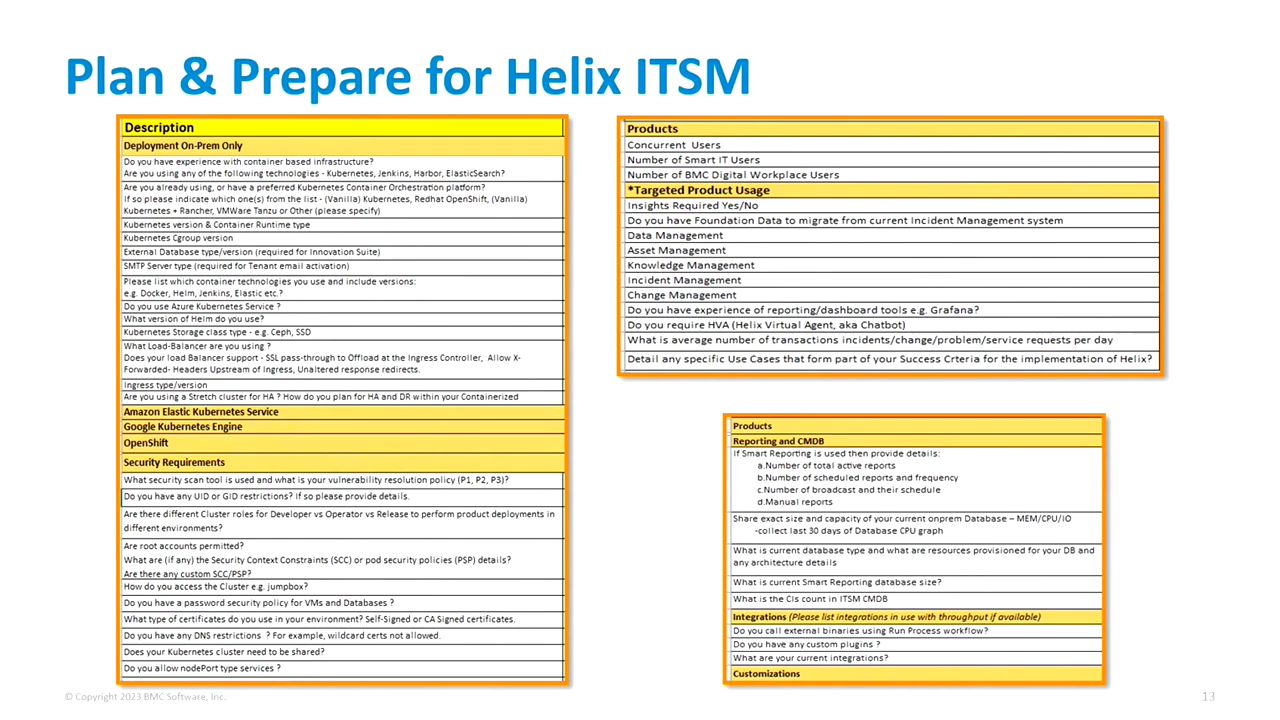 Plan & Prepare for Helix ITSM
Description
Deployment On-Prem Only
Do you have experience with container based infrastructure?
Are you using any of the following technologies - Kubernetes, Jenkins, Harbor, ElasticSearch?
Are you already using, or have a preferred Kubernetes Container Orchestration platform?
If so please indicate which one(s) from the list - (Vanilla) Kubernetes, Redhat OpenShift, (Vanilla)
Kubernetes + Rancher, VMWare Tanzu or Other (please specify)
Kubernetes version & Container Runtime type
Kubernetes Cgroup version
External Database type/version (required for Innovation Suite)
SMTP Server type (required for Tenant email activation)
Please list which container technologies you use and include versions:
e.g. Docker, Helm, Jenkins, Elastic etc.?
Do you use Azure Kubernetes Service ?
What version of Helm do you use?
Kubernetes Storage class type - e.g. Ceph, SSD
What Load-Balancer are you using ?
Does your load Balancer support - SSL pass-through to Offload at the Ingress Controller, Allow X-
Forwarded- Headers Upstream of Ingress, Unaltered response redirects.
Ingress type/version
Are you using a Stretch cluster for HA ? How do you plan for HA and DR within your Containerized
Amazon Elastic Kubernetes Service
Google Kubernetes Engine
OpenShift
Security Requirements
What security scan tool is used and what is your vulnerability resolution policy (P1, P2, P3)?
Do you have any UID or GID restrictions? If so please provide details.
Are there different Cluster roles for Developer vs Operator vs Release to perform product deployments in
different environments?
Are root accounts permitted?
What are (if any) the Security Context Constraints (SCC) or pod security policies (PSP) details?
Are there any custom SCC/PSP?
How do you access the Cluster e.g. jumpbox?
Do you have a password security policy for VMs and Databases ?
What type of certificates do you use in your environment? Self-Signed or CA Signed certificates.
Do you have any DNS restrictions ? For example, wildcard certs not allowed.
Does your Kubernetes cluster need to be shared?
Do you allow nodePort type services ?
Products
Concurrent Users
Number of Smart IT Users
Number of BMC Digital Workplace Users
*Targeted Product Usage
Insights Required Yes/No
Do you have Foundation Data to migrate from current Incident Management system
Data Management
Asset Management
Knowledge Management
Incident Management
Change Management
Do you have experience of reporting/dashboard tools e.g. Grafana?
Do you require HVA (Helix Virtual Agent, aka Chatbot)
What is average number of transactions incidents/change/problem/service requests per day
Detail any specific Use Cases that form part of your Success Crteria for the implementation of Helix?
Products
Reporting and CMDB
If Smart Reporting is used then provide details:
a.Number of total active reports
b.Number of scheduled reports and frequency
c.Number of broadcast and their schedule
d.Manual reports
Share exact size and capacity of your current onprem Database – MEM/CPU/IO
-collect last 30 days of Database CPU graph
What is current database type and what are resources provisioned for your DB and
any architecture details
What is current Smart Reporting database size?
What is the CIs count in ITSM CMDB
Integrations (Please list integrations in use with throughput if available)
Do you call external binaries using Run Process workflow?
Do you have any custom plugins ?
What are your current integrations?
Customizations
© Copyright 2023 BMC Software, Inc.
13